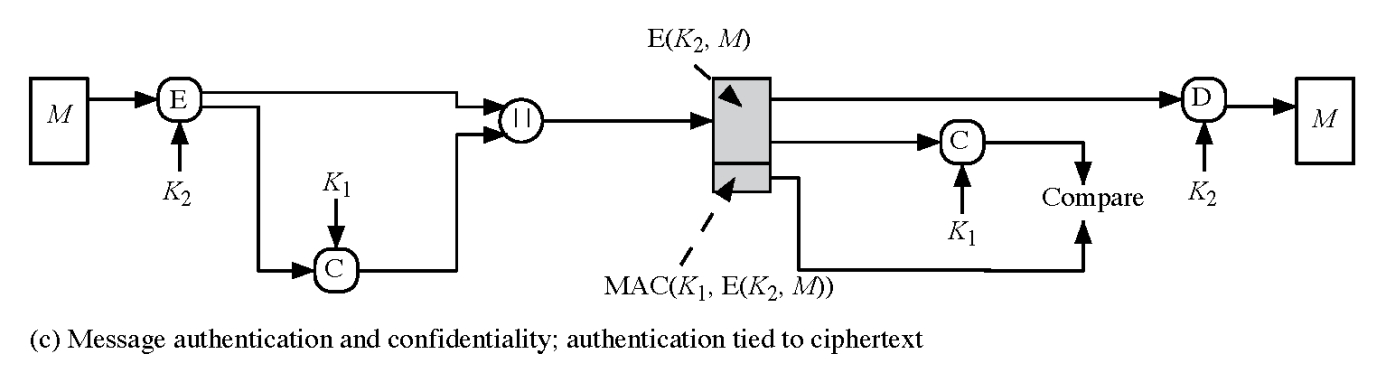 E(K₂, M)
M
E
||
D
M
C
K₂
K₁
Compare
K₂
K₁
C
MAC(K₁, E(K₂, M))
(c) Message authentication and confidentiality; authentication tied to ciphertext